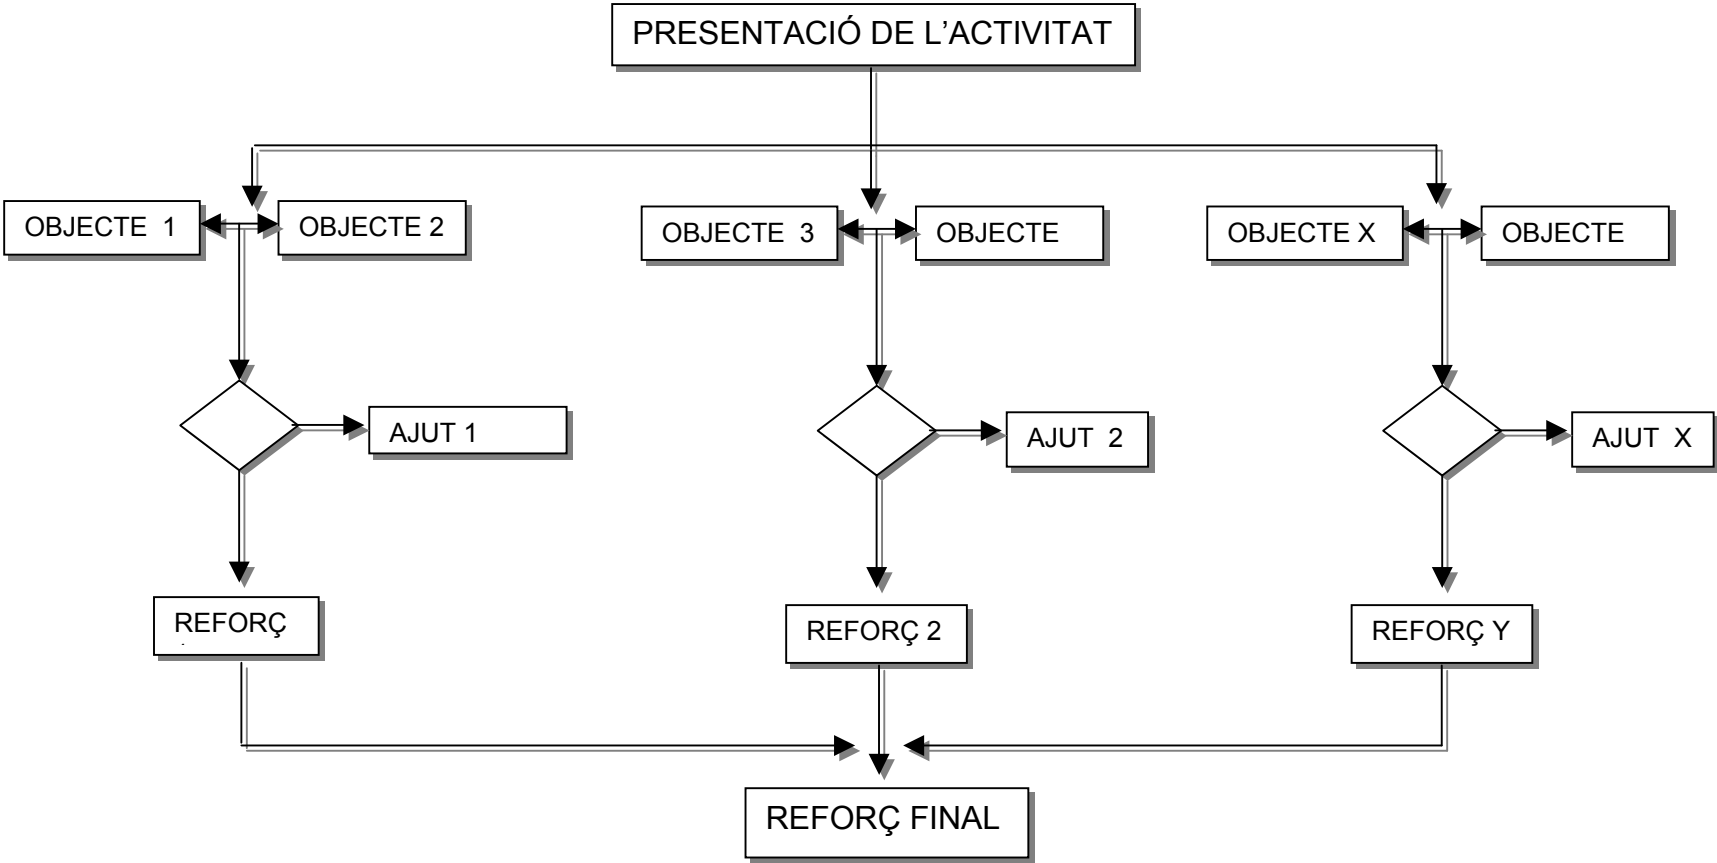 PRESENTACIÓ DE L’ACTIVITAT
OBJECTE 1
OBJECTE 2
OBJECTE 3
OBJECTE
OBJECTE X
OBJECTE
AJUT 1
AJUT 2
AJUT X
REFORÇ
REFORÇ 2
REFORÇ Y
REFORÇ FINAL